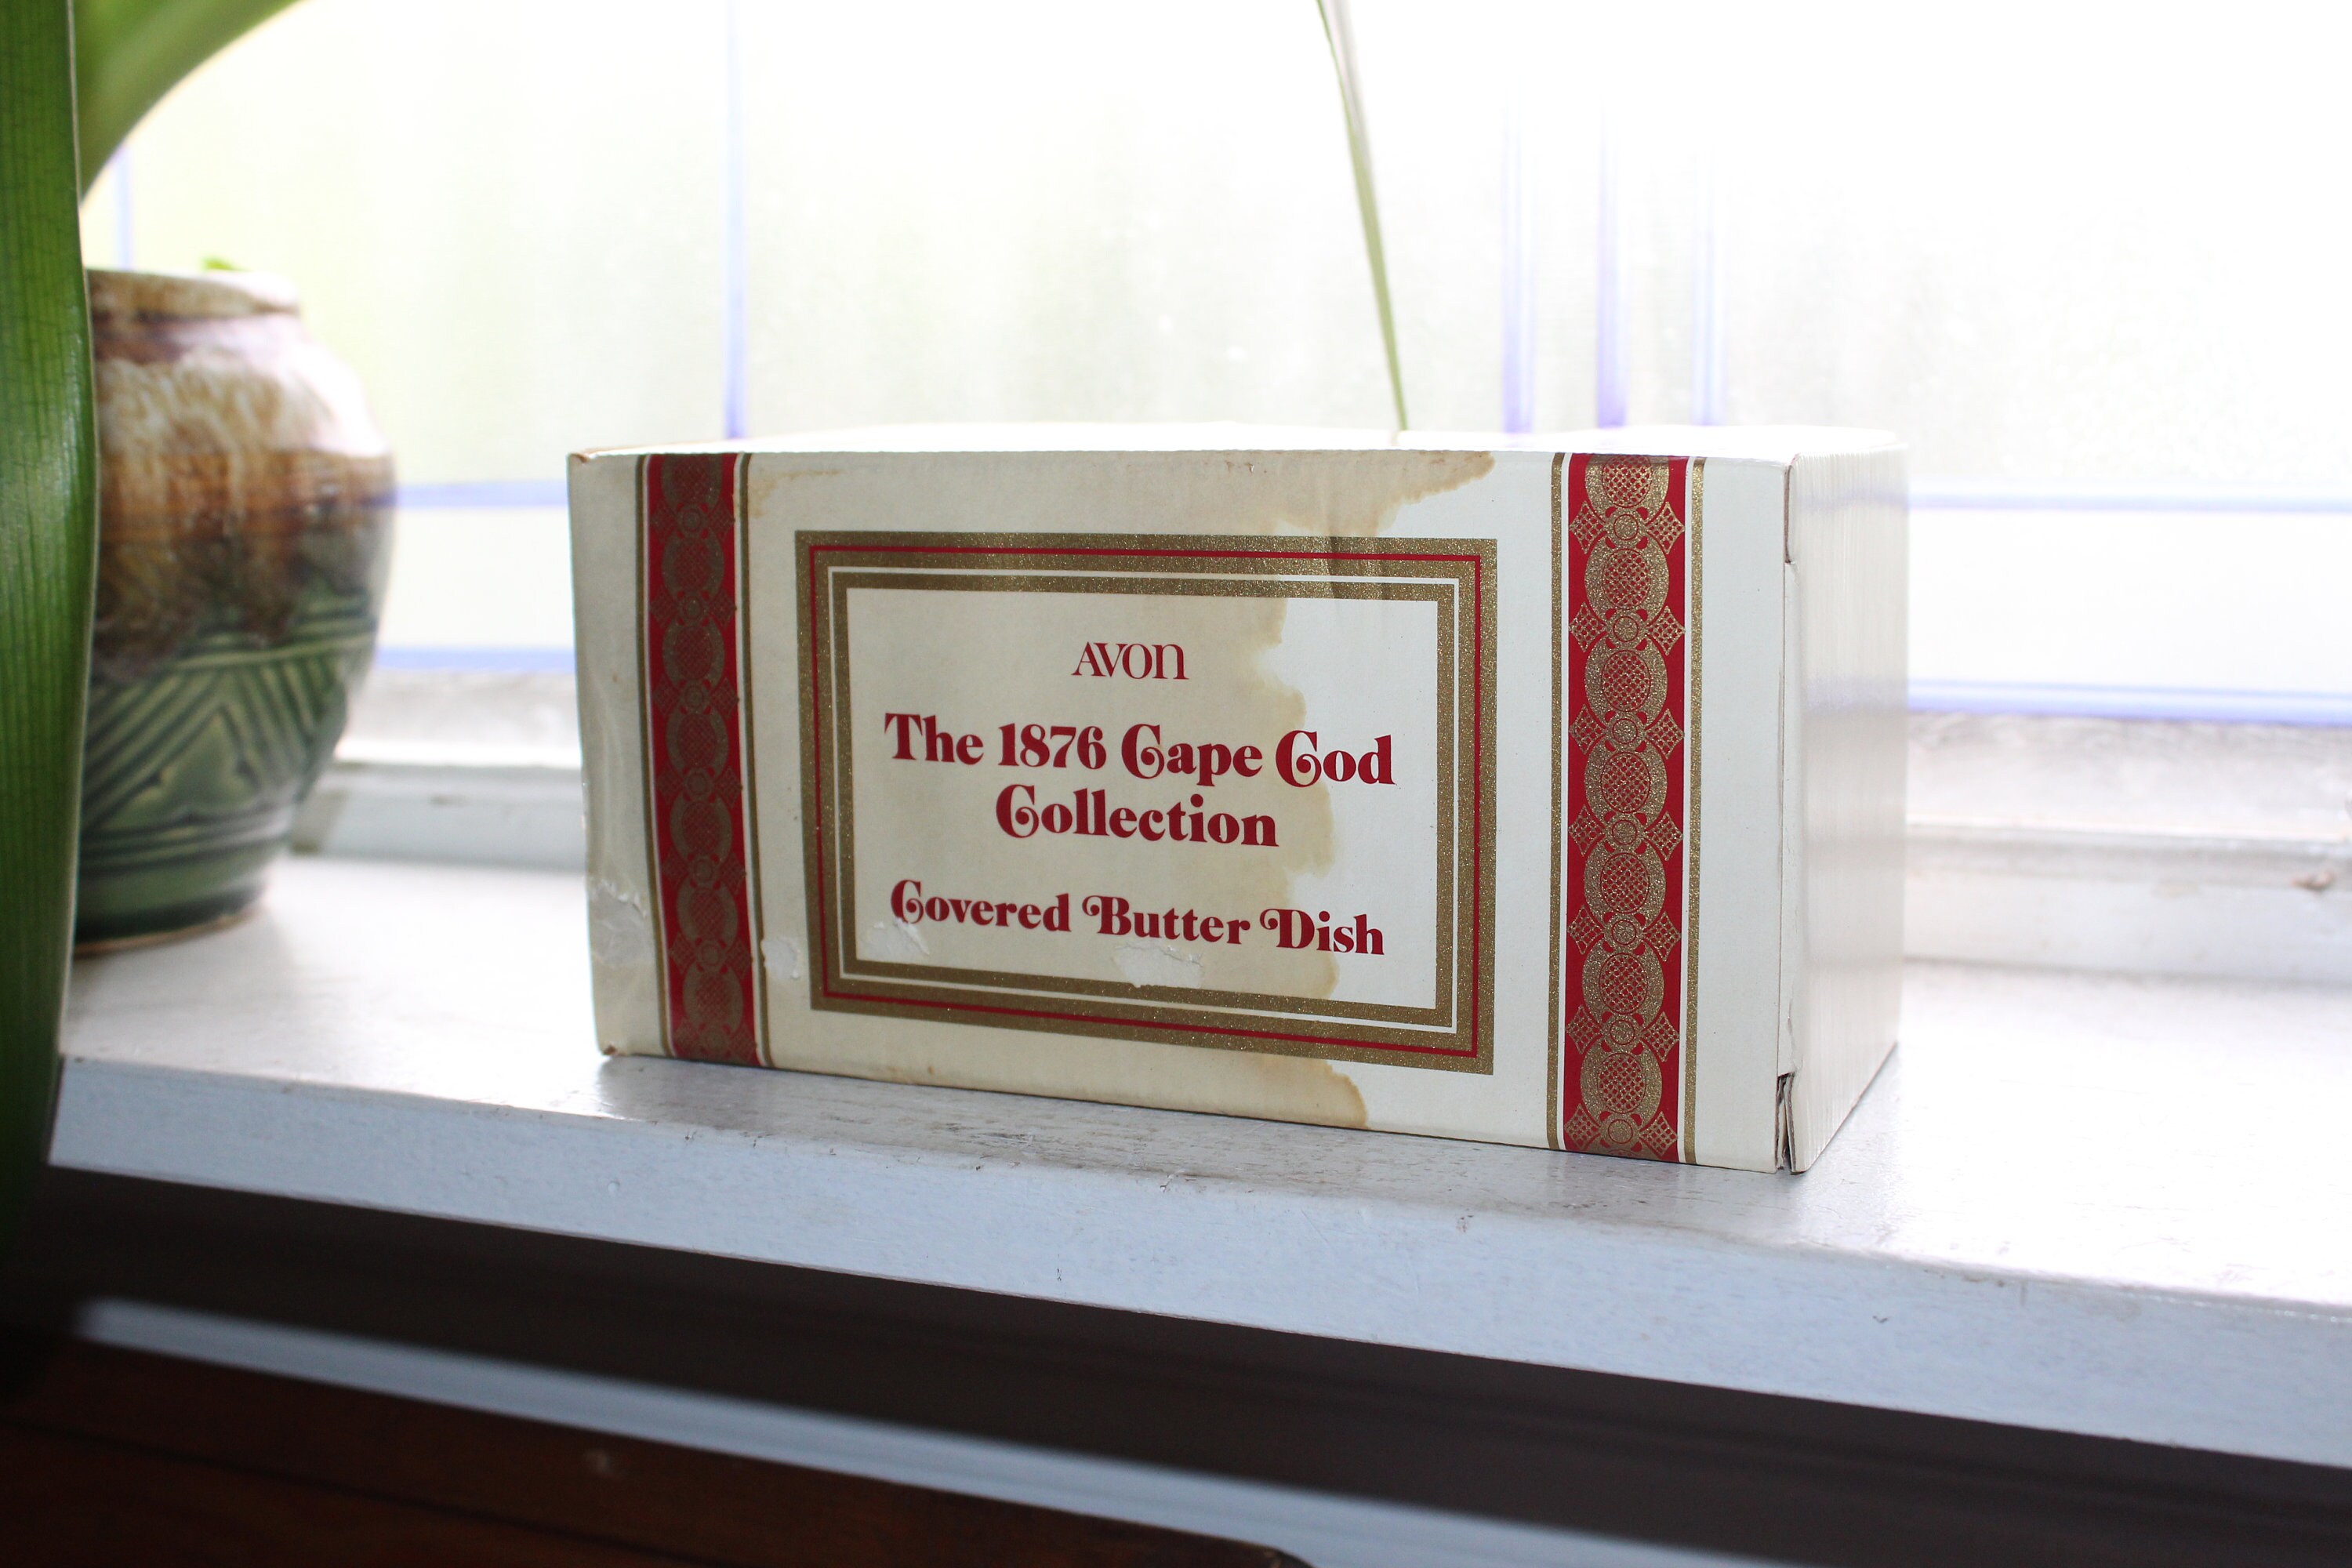 AVON
The 1876 Cape Cod
Collection
Covered Butter Dish